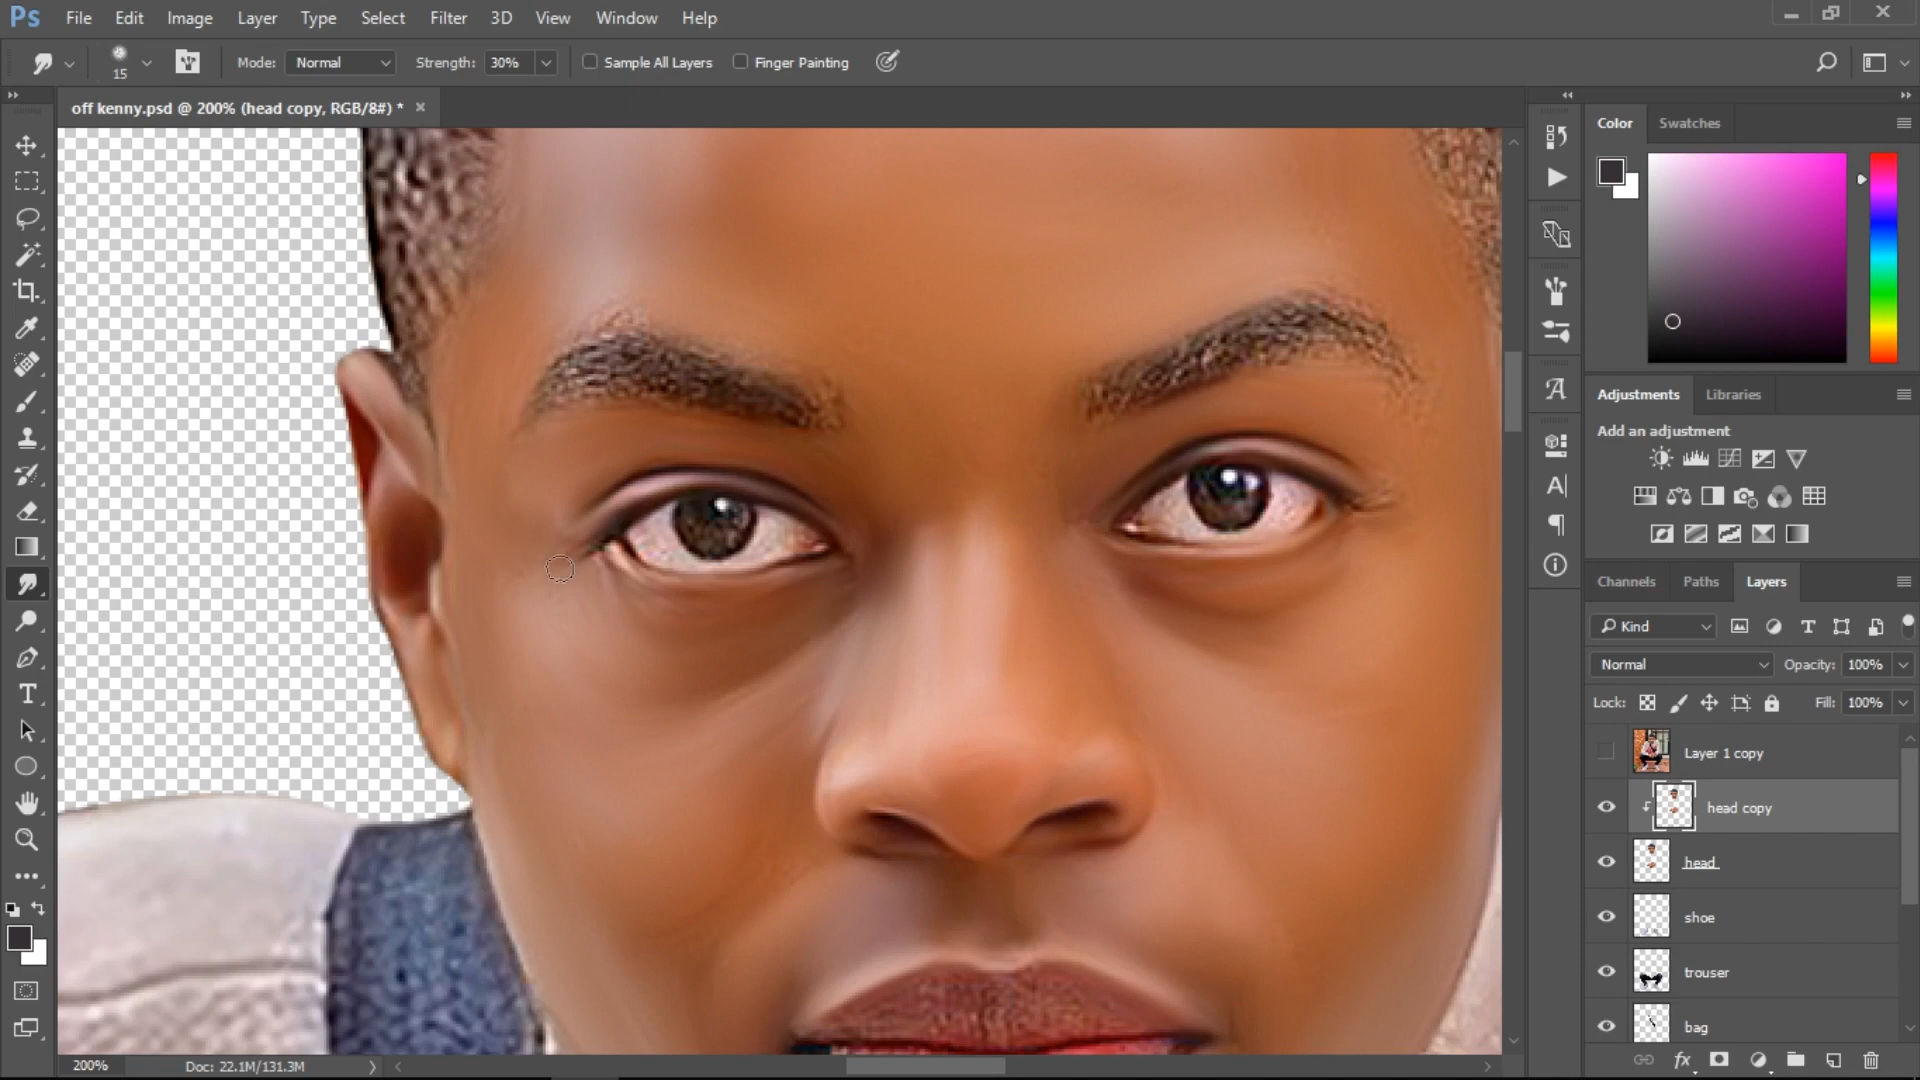 Ps File Edit Image Layer Type Select Filter 3D View Window Help
15 Mode: Normal Strength: 30% Sample All Layers Finger Painting
off kenny.psd @ 200% (head copy, RGB/8#) *
Color Swatches
Adjustments Libraries
Add an adjustment
Channels Paths Layers
Kind
Normal Opacity: 100%
Lock: Fill: 100%
Layer 1 copy
head copy
head
shoe
trouser
bag
200% Doc: 22.1M/131.3M